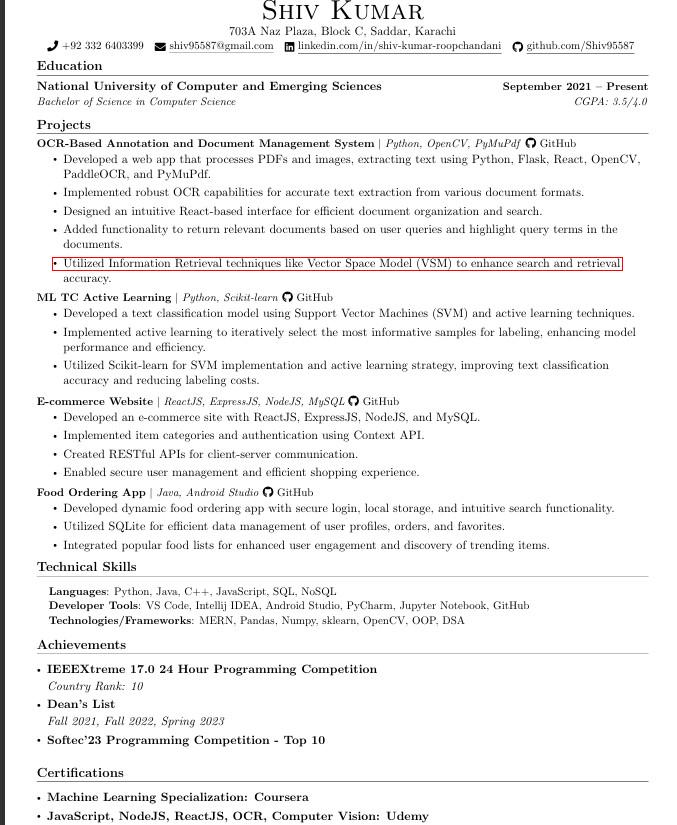 Shiv Kumar
703A Naz Plaza, Block C, Saddar, Karachi
+92 332 6403399 shiv95587@gmail.com linkedin.com/in/shiv-kumar-roopchandani github.com/Shiv95587
Education
National University of Computer and Emerging Sciences September 2021 – Present
Bachelor of Science in Computer Science CGPA: 3.5/4.0
Projects
OCR-Based Annotation and Document Management System | Python, OpenCV, PyMuPdf GitHub
• Developed a web app that processes PDFs and images, extracting text using Python, Flask, React, OpenCV,
PaddleOCR, and PyMuPdf.
• Implemented robust OCR capabilities for accurate text extraction from various document formats.
• Designed an intuitive React-based interface for efficient document organization and search.
• Added functionality to return relevant documents based on user queries and highlight query terms in the
documents.
• Utilized Information Retrieval techniques like Vector Space Model (VSM) to enhance search and retrieval
accuracy.
ML TC Active Learning | Python, Scikit-learn GitHub
• Developed a text classification model using Support Vector Machines (SVM) and active learning techniques.
• Implemented active learning to iteratively select the most informative samples for labeling, enhancing model
performance and efficiency.
• Utilized Scikit-learn for SVM implementation and active learning strategy, improving text classification
accuracy and reducing labeling costs.
E-commerce Website | ReactJS, ExpressJS, NodeJS, MySQL GitHub
• Developed an e-commerce site with ReactJS, ExpressJS, NodeJS, and MySQL.
• Implemented item categories and authentication using Context API.
• Created RESTful APIs for client-server communication.
• Enabled secure user management and efficient shopping experience.
Food Ordering App | Java, Android Studio GitHub
• Developed dynamic food ordering app with secure login, local storage, and intuitive search functionality.
• Utilized SQLite for efficient data management of user profiles, orders, and favorites.
• Integrated popular food lists for enhanced user engagement and discovery of trending items.
Technical Skills
Languages: Python, Java, C++, JavaScript, SQL, NoSQL
Developer Tools: VS Code, Intellij IDEA, Android Studio, PyCharm, Jupyter Notebook, GitHub
Technologies/Frameworks: MERN, Pandas, Numpy, sklearn, OpenCV, OOP, DSA
Achievements
• IEEEXtreme 17.0 24 Hour Programming Competition
Country Rank: 10
• Dean's List
Fall 2021, Fall 2022, Spring 2023
• Softec'23 Programming Competition - Top 10
Certifications
• Machine Learning Specialization: Coursera
• JavaScript, NodeJS, ReactJS, OCR, Computer Vision: Udemy